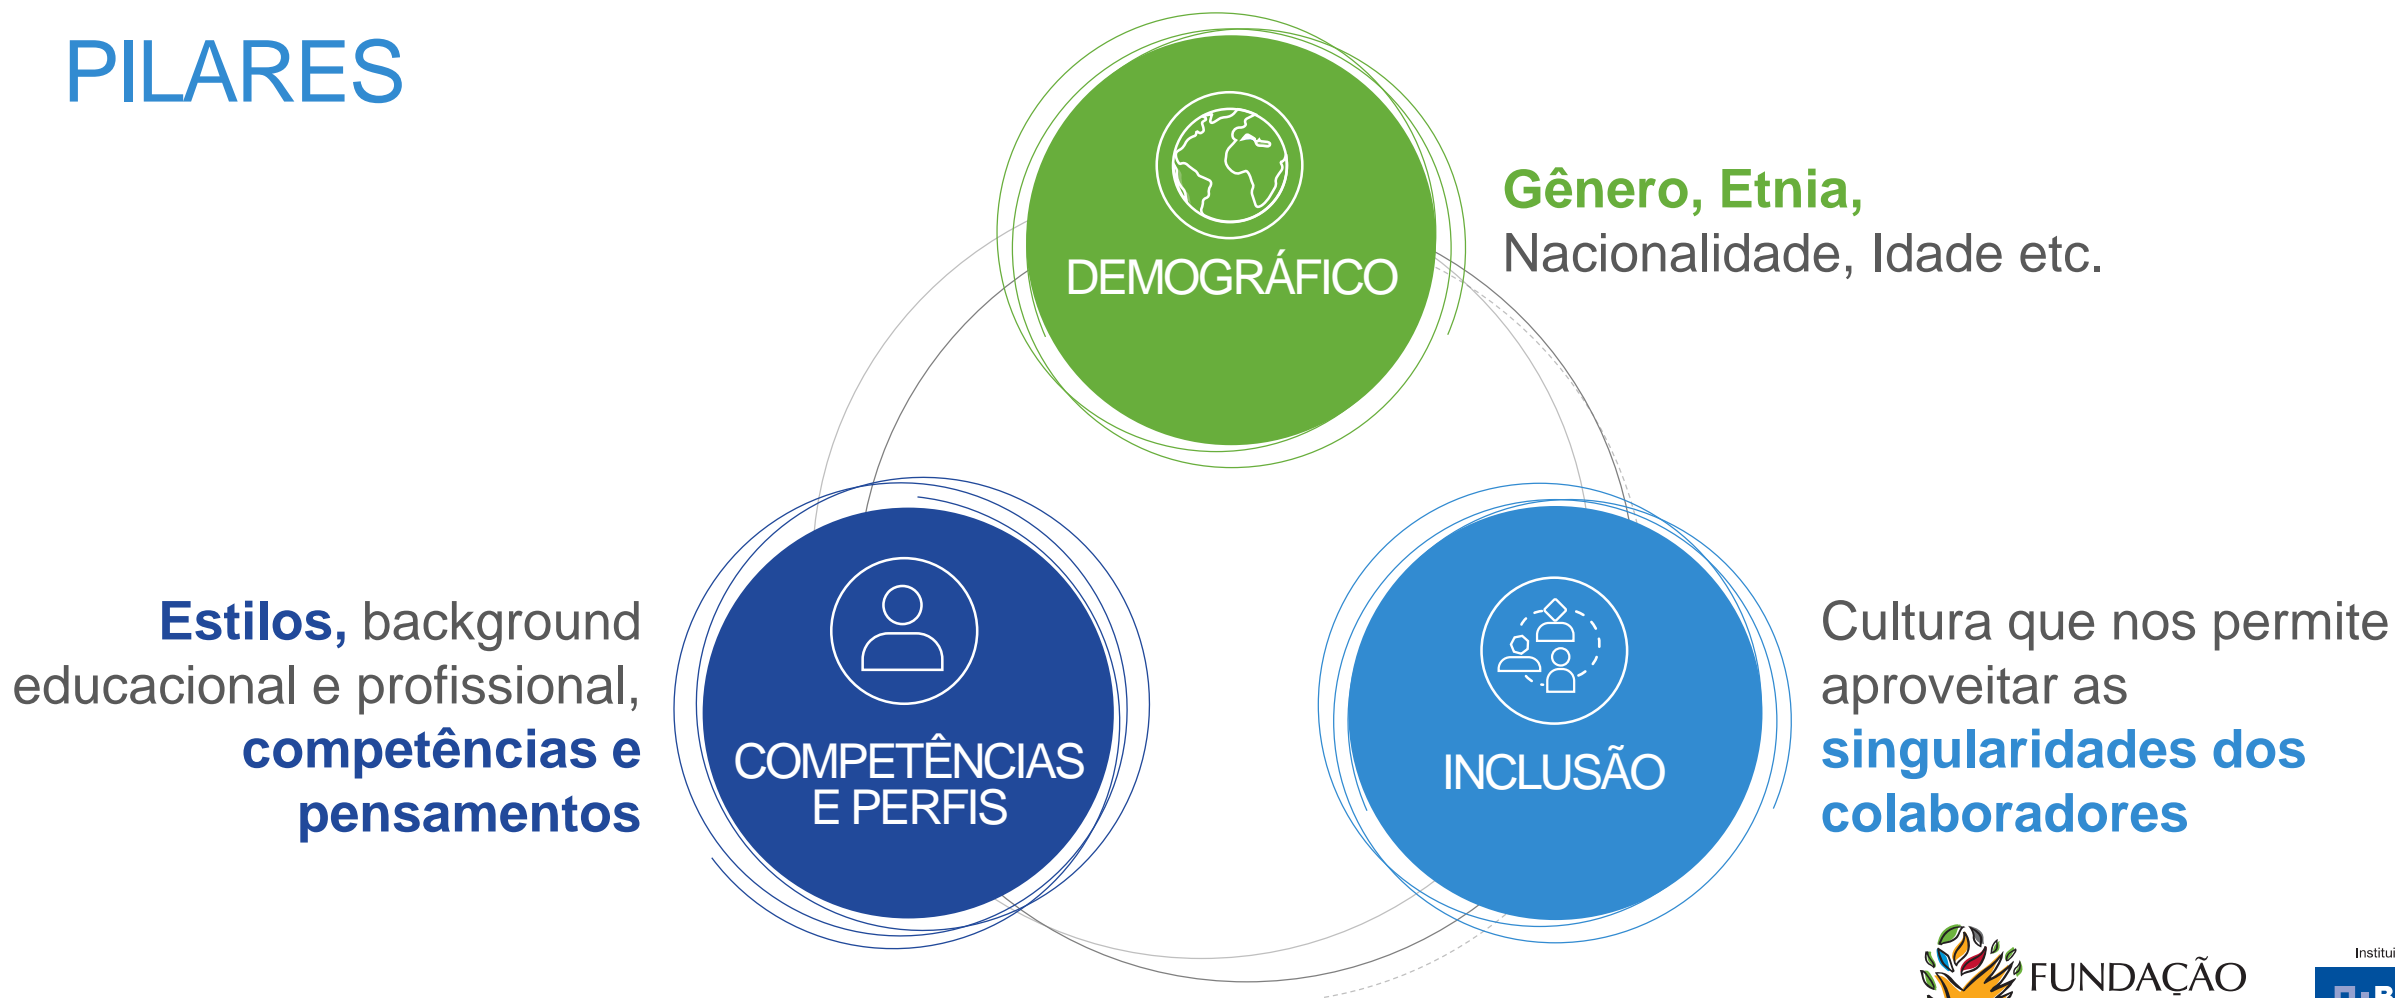 PILARES
DEMOGRÁFICO
Gênero, Etnia,
Nacionalidade, Idade etc.
Estilos, background
educacional e profissional,
competências e
pensamentos
COMPETÊNCIAS
E PERFIS
INCLUSÃO
Cultura que nos permite
aproveitar as
singularidades dos
colaboradores
FUNDAÇÃO